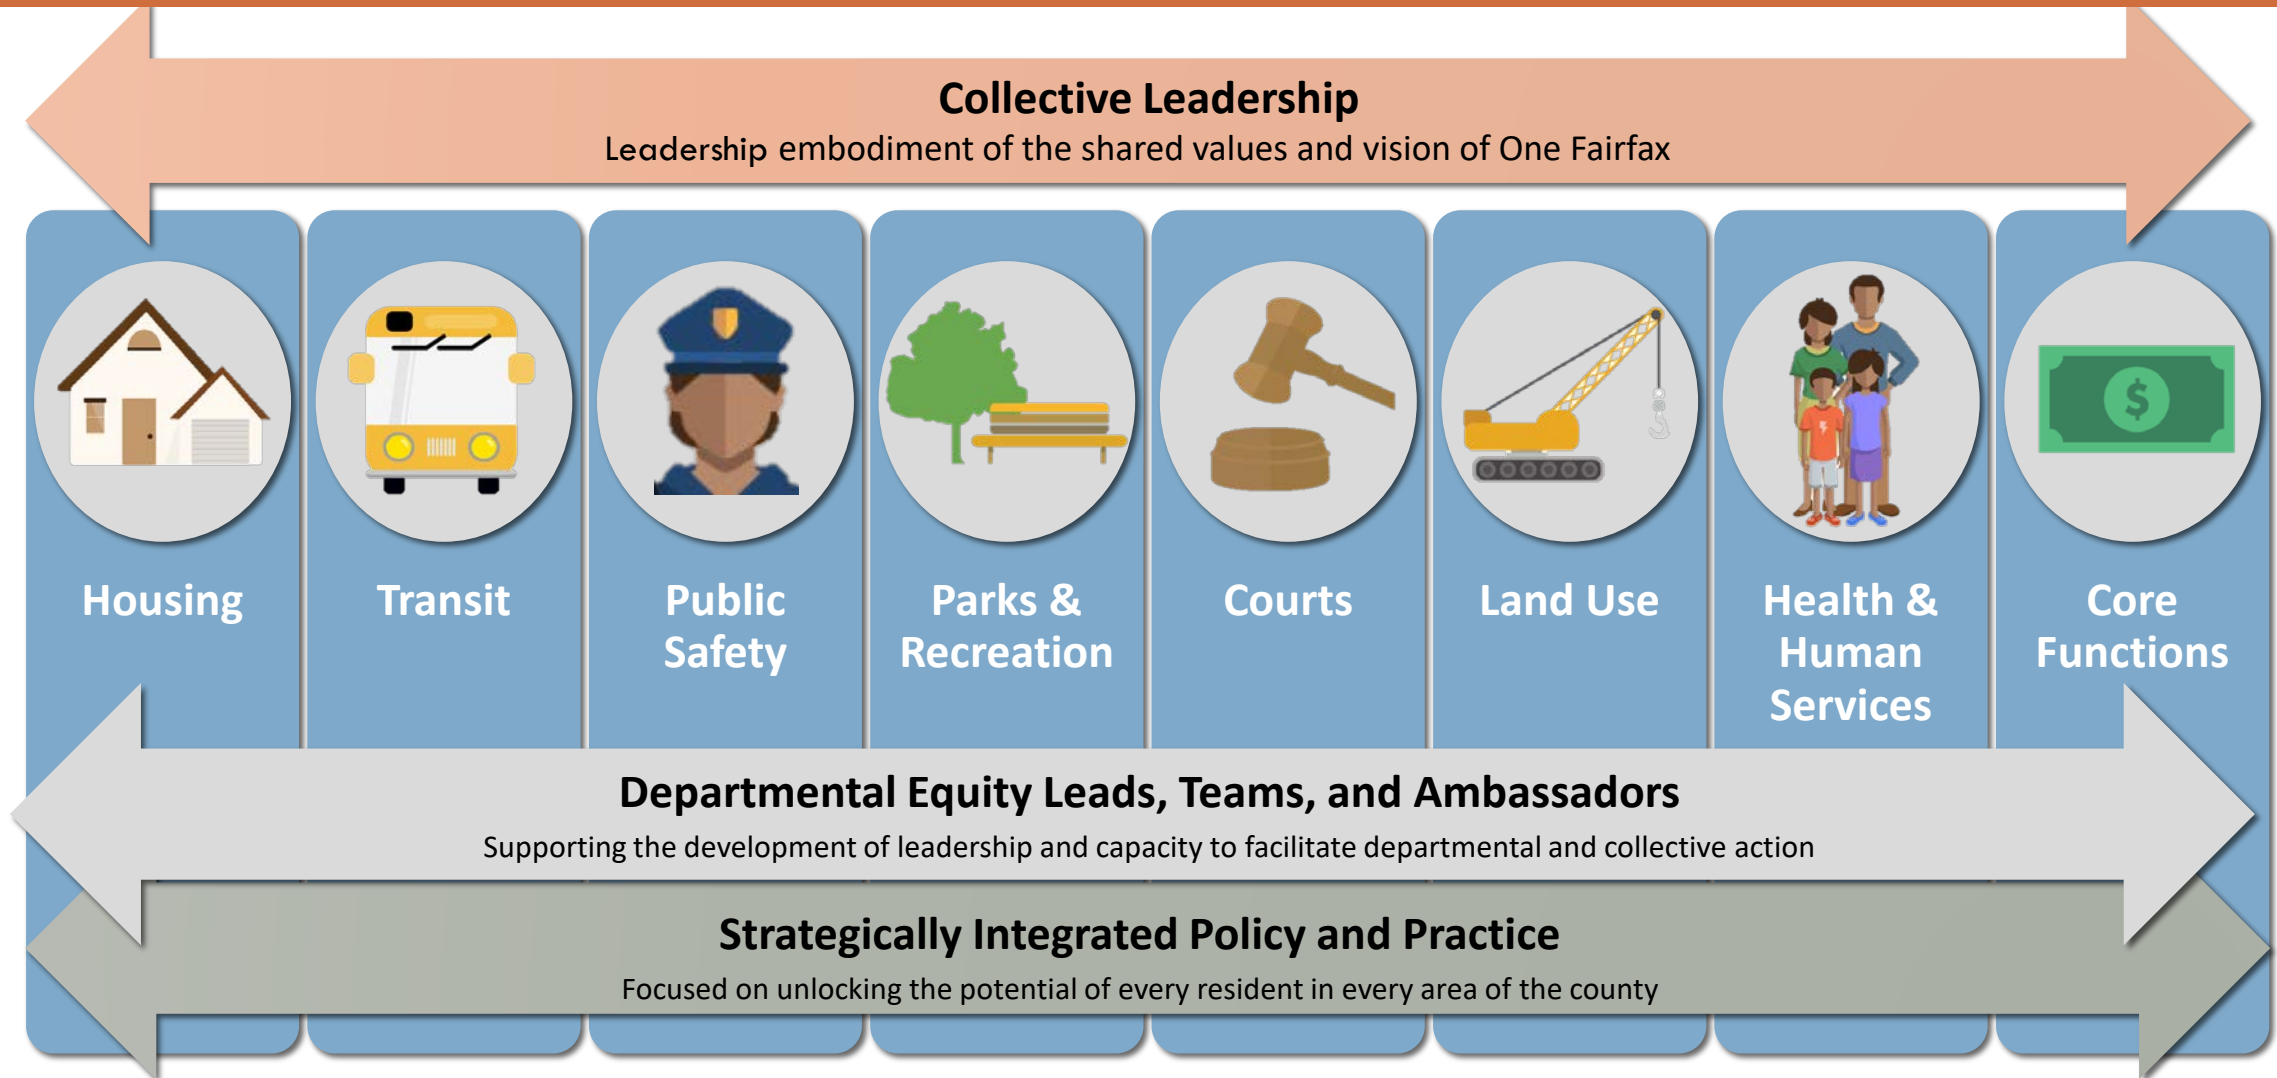 Collective Leadership
Leadership embodiment of the shared values and vision of One Fairfax
Housing
Transit
Public
Safety
Parks &
Recreation
Courts
Land Use
Health &
Human
Services
Core
Functions
$
Departmental Equity Leads, Teams, and Ambassadors
Supporting the development of leadership and capacity to facilitate departmental and collective action
Strategically Integrated Policy and Practice
Focused on unlocking the potential of every resident in every area of the county